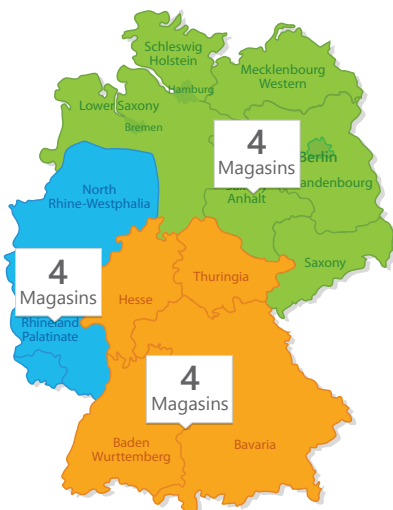 Schleswig
Holstein
Mecklenbourg
Western
Hamburg
Lower Saxony
Bremen
4
Magasins
Berlin
Anhalt
North
Rhine-Westphalia
Saxony
4
Magasins
Thuringia
Hesse
Rhineland
Palatinate
4
Magasins
Baden
Wurttemberg
Bavaria